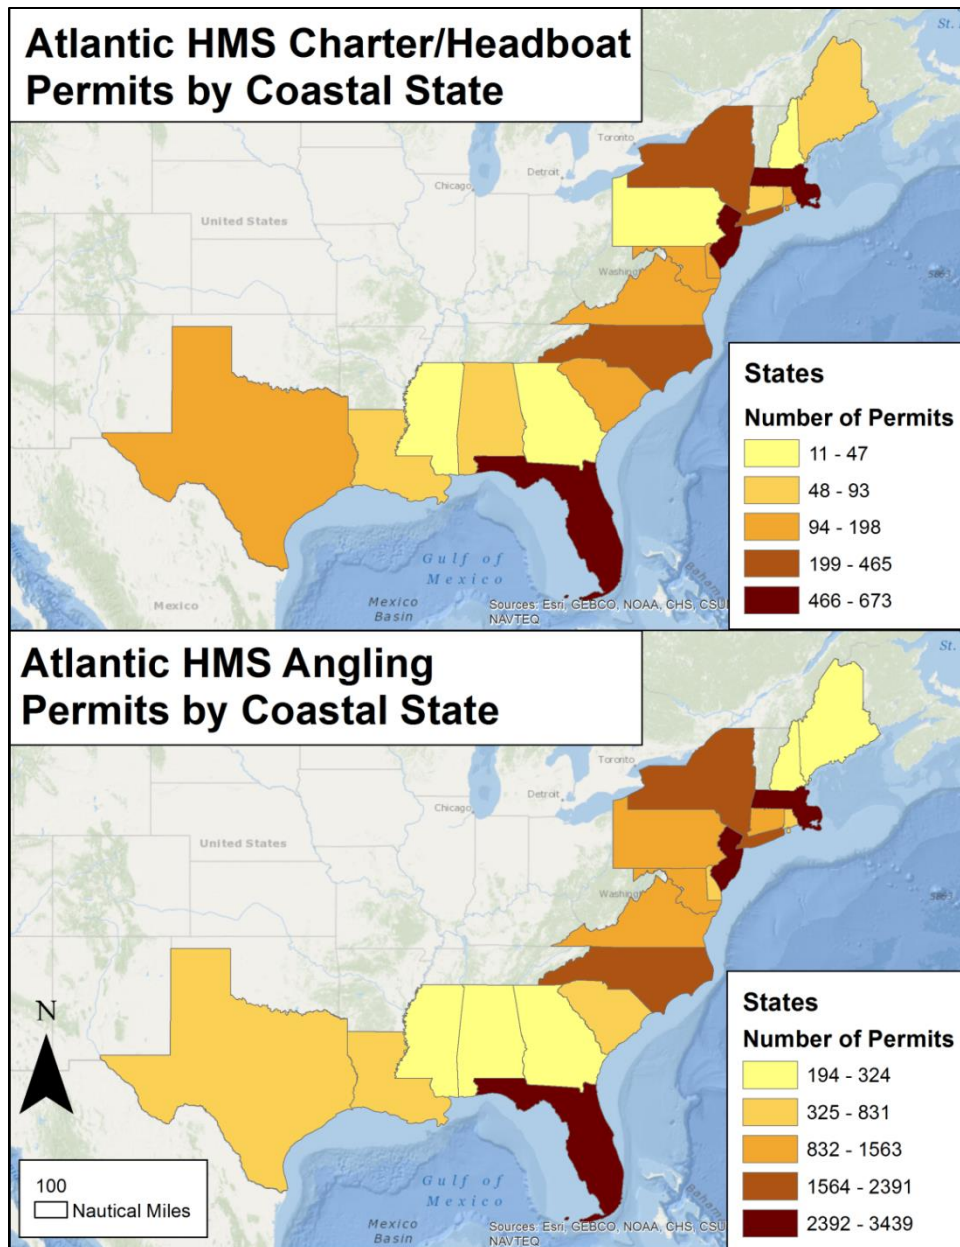 Atlantic HMS Charter/Headboat
Permits by Coastal State
St.
Toronto
Detroit
Chicago
United States
Washington
States
Number of Permits
11 - 47
48 - 93
94 - 198
199 - 465
466 - 673
Gulf of
Mexico
Mexico
Mexico
Basin
Baham
Sources: Esri, GEBCO, NOAA, CHS, CSU
NAVTEQ
Atlantic HMS Angling
Permits by Coastal State
St.
Toronto
Detroit
Chicago
United States
Washington
N
States
Number of Permits
194 - 324
325 - 831
832 - 1563
1564 - 2391
2392 - 3439
100
Nautical Miles
Gulf of
Mexico
Mexico
Basin
Sources: Esri, GEBCO, NOAA, CHS, CSU
NAVTEQ